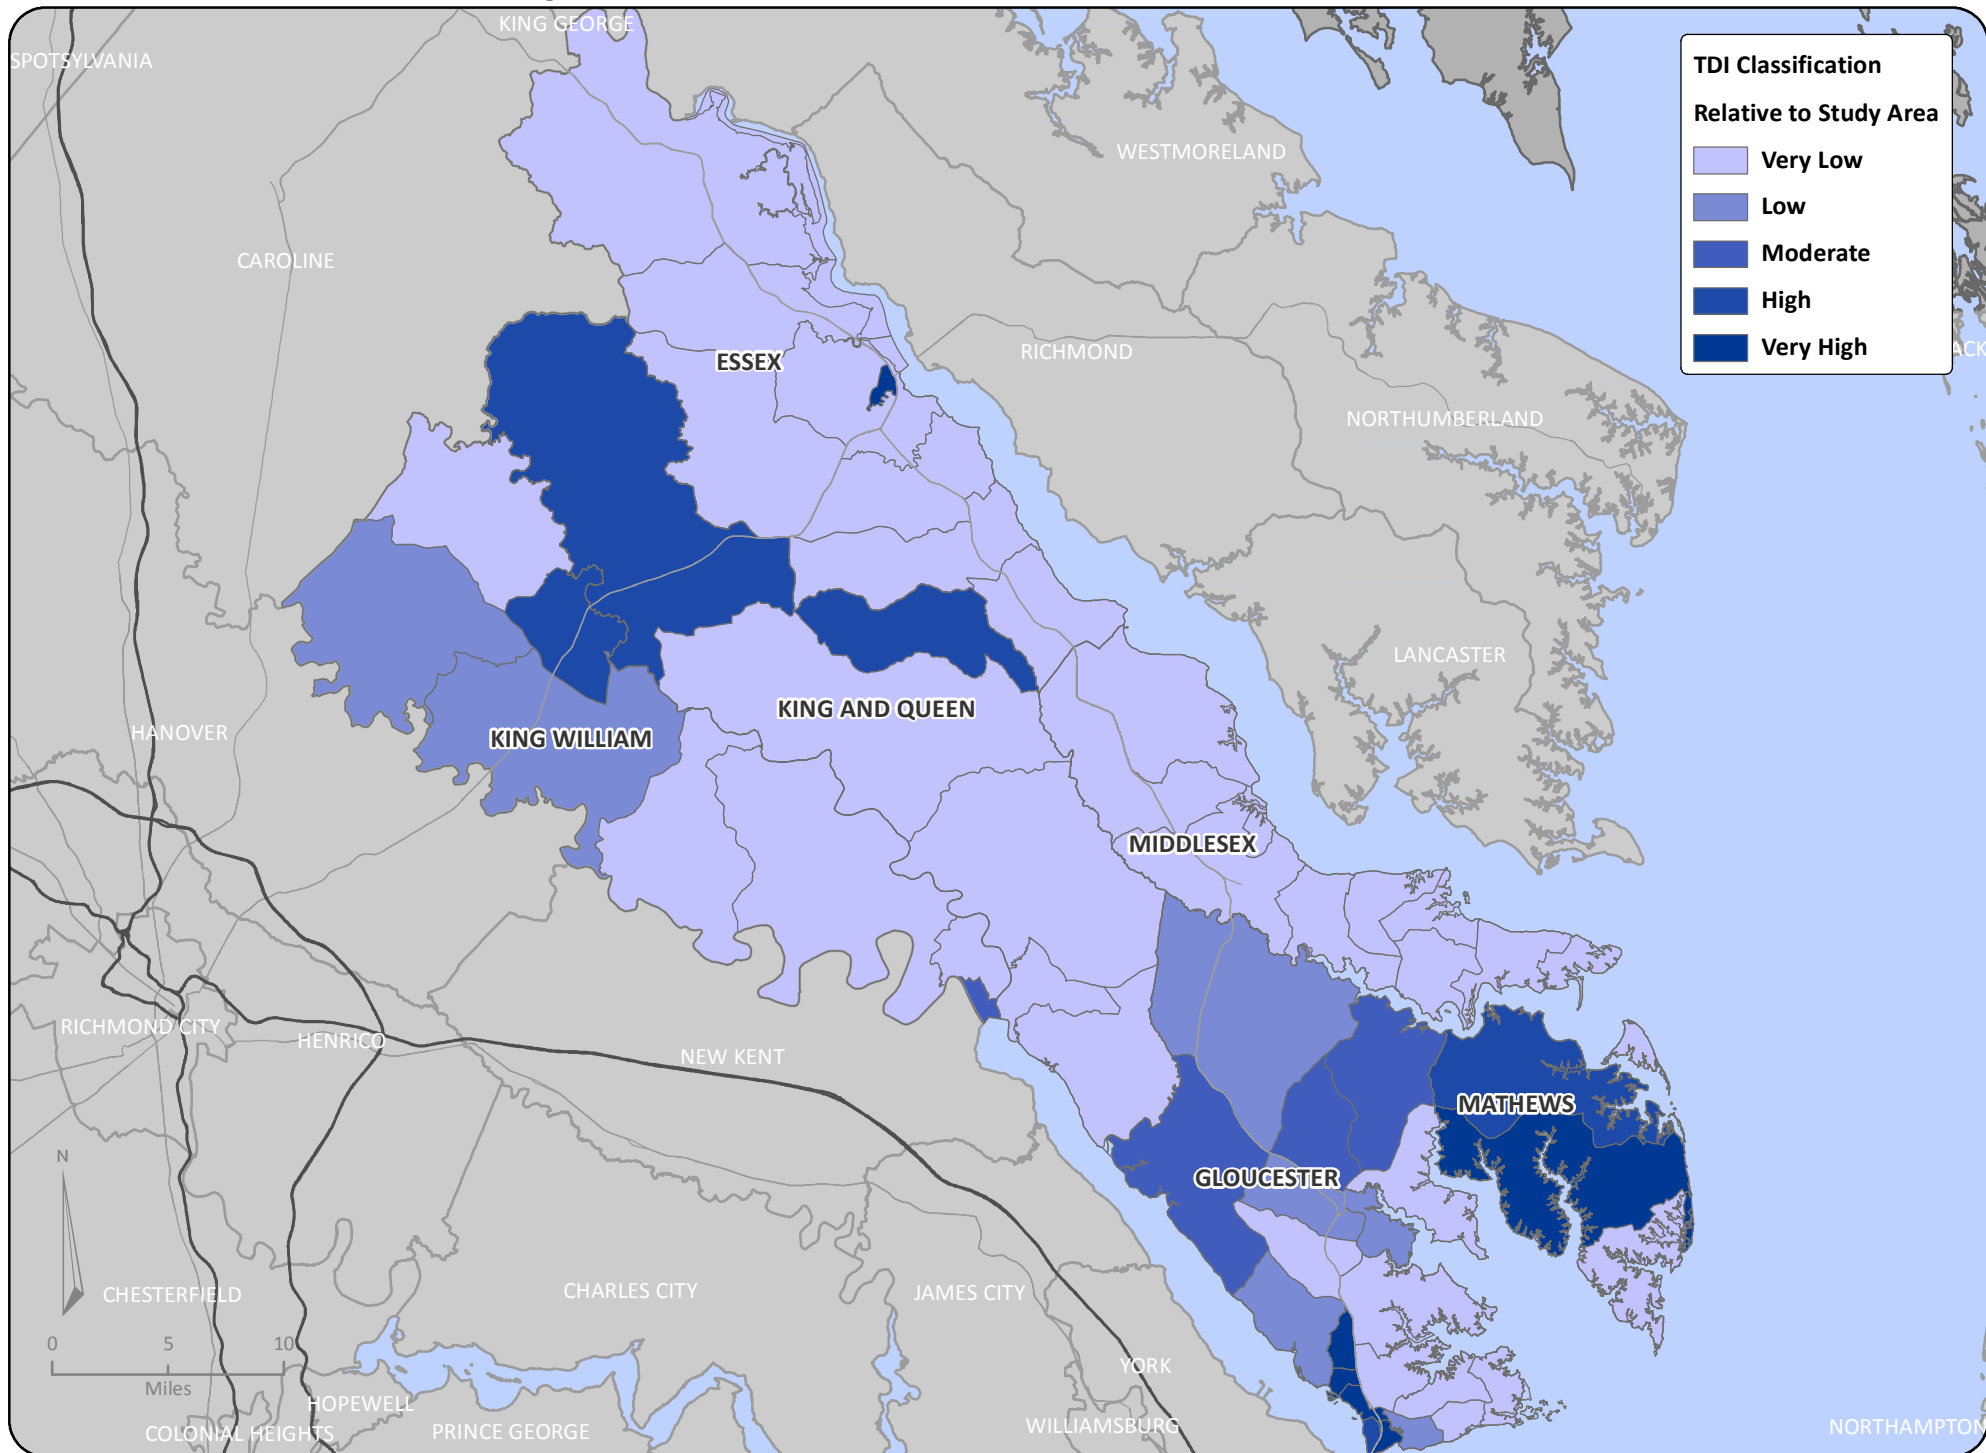 KING GEORGE
SPOTSYLVANIA
TDI Classification
Relative to Study Area
Very Low
Low
Moderate
High
Very High
WESTMORELAND
CAROLINE
ESSEX
RICHMOND
ACK
NORTHUMBERLAND
LANCASTER
HANOVER
KING WILLIAM
KING AND QUEEN
MIDDLESEX
RICHMOND CITY
HENRICO
NEW KENT
MATHEWS
GLOUCESTER
N
CHESTERFIELD
CHARLES CITY
JAMES CITY
0 5 10
Miles
YORK
HOPEWELL
COLONIAL HEIGHTS
PRINCE GEORGE
WILLIAMSBURG
NORTHAMPTON